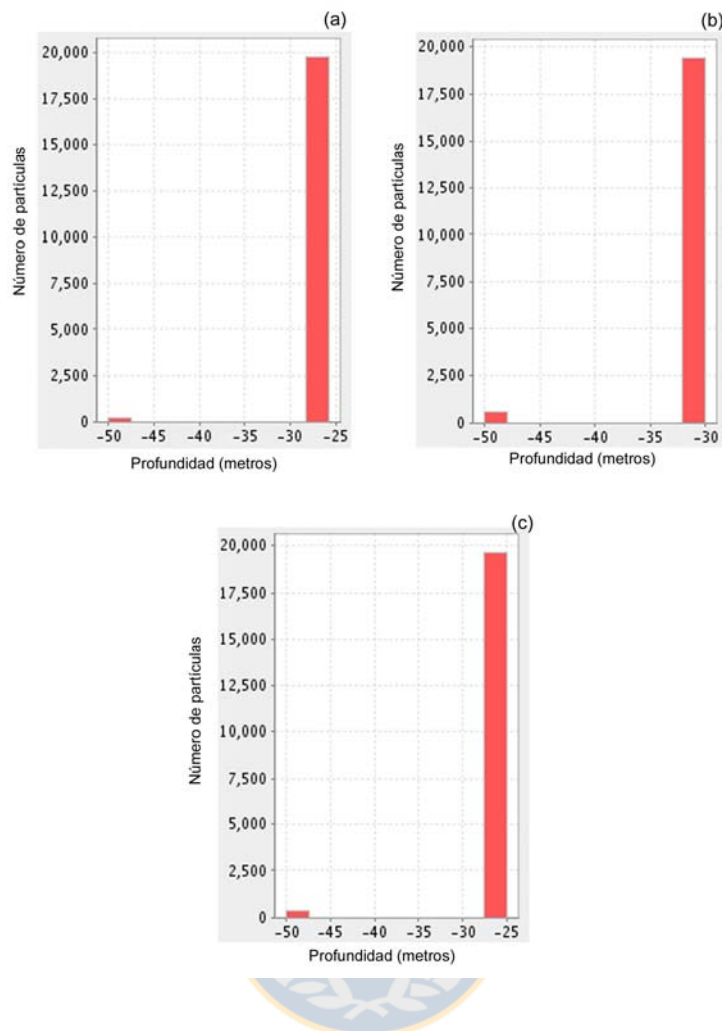 (a)
20,000
17,500
15,000
12,500
10,000
7,500
5,000
2,500
0
-50 -45 -40 -35 -30 -25
Número de partículas
Profundidad (metros)
(b)
20,000
17,500
15,000
12,500
10,000
7,500
5,000
2,500
0
-50 -45 -40 -35 -30
Número de partículas
Profundidad (metros)
(c)
20,000
17,500
15,000
12,500
10,000
7,500
5,000
2,500
0
-50 -45 -40 -35 -30 -25
Número de partículas
Profundidad (metros)